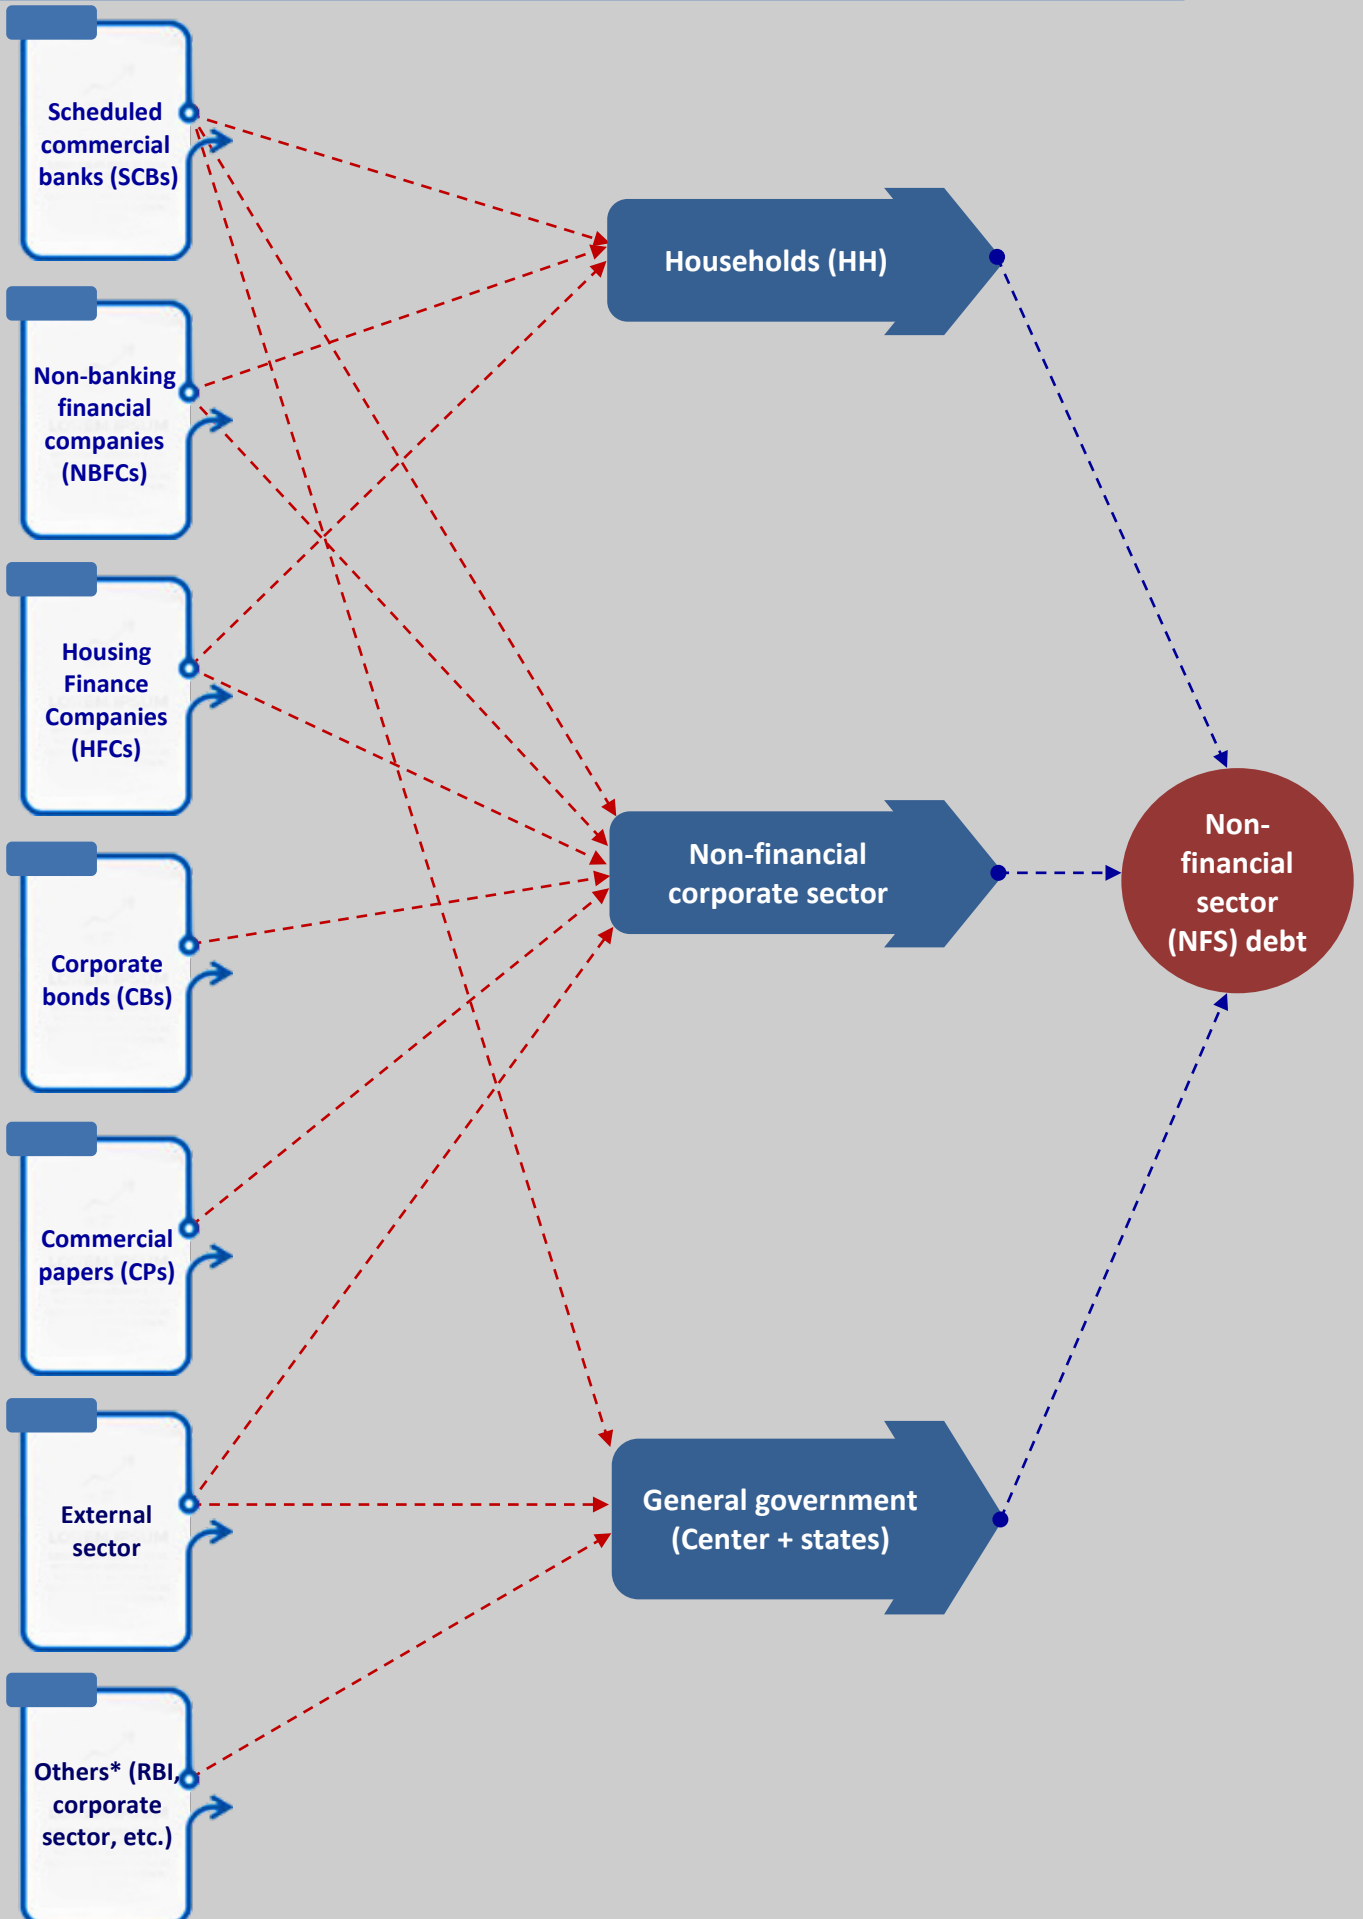 Scheduled
commercial
banks (SCBs)
Non-banking
financial
companies
(NBFCs)
Housing
Finance
Companies
(HFCs)
Corporate
bonds (CBs)
Commercial
papers (CPs)
External
sector
Others* (RBI,
corporate
sector, etc.)
Households (HH)
Non-financial
corporate sector
General government
(Center + states)
Non-
financial
sector
(NFS) debt